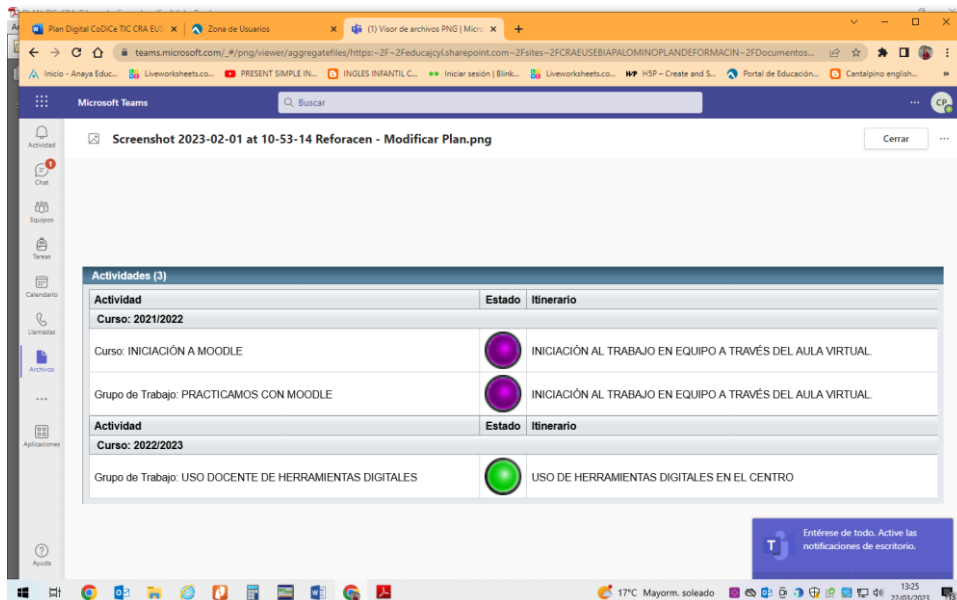 Plan Digital CoDiCe TIC CRA EUS
Zona de Usuarios
(1) Visor de archivos PNG | Micro
teams.microsoft.com/_#/png/viewer/aggregatefiles/https:~2F~2Feducajcyl.sharepoint.com~2Fsites~2FCRAEUSEBIAPALOMINOPLANDEFORMACIN~2FDocumentos...
Inicio - Anaya Educ...
Liveworksheets.co...
PRESENT SIMPLE IN...
INGLES INFANTIL C...
Iniciar sesión | Blink...
Liveworksheets.co...
H5P – Create and S...
Portal de Educación...
Cantalpino english...
Microsoft Teams
Buscar
CP
Screenshot 2023-02-01 at 10-53-14 Reforacen - Modificar Plan.png
Cerrar
Actividad
Chat
1
Equipos
Tareas
Calendario
Llamadas
Archivos
Aplicaciones
Ayuda
Actividades (3)
Actividad Estado Itinerario
Curso: 2021/2022
Curso: INICIACIÓN A MOODLE INICIACIÓN AL TRABAJO EN EQUIPO A TRAVÉS DEL AULA VIRTUAL.
Grupo de Trabajo: PRACTICAMOS CON MOODLE INICIACIÓN AL TRABAJO EN EQUIPO A TRAVÉS DEL AULA VIRTUAL.
Actividad Estado Itinerario
Curso: 2022/2023
Grupo de Trabajo: USO DOCENTE DE HERRAMIENTAS DIGITALES USO DE HERRAMIENTAS DIGITALES EN EL CENTRO
Entérese de todo. Active las
notificaciones de escritorio.
17°C Mayorm. soleado
13:25
22/03/2023